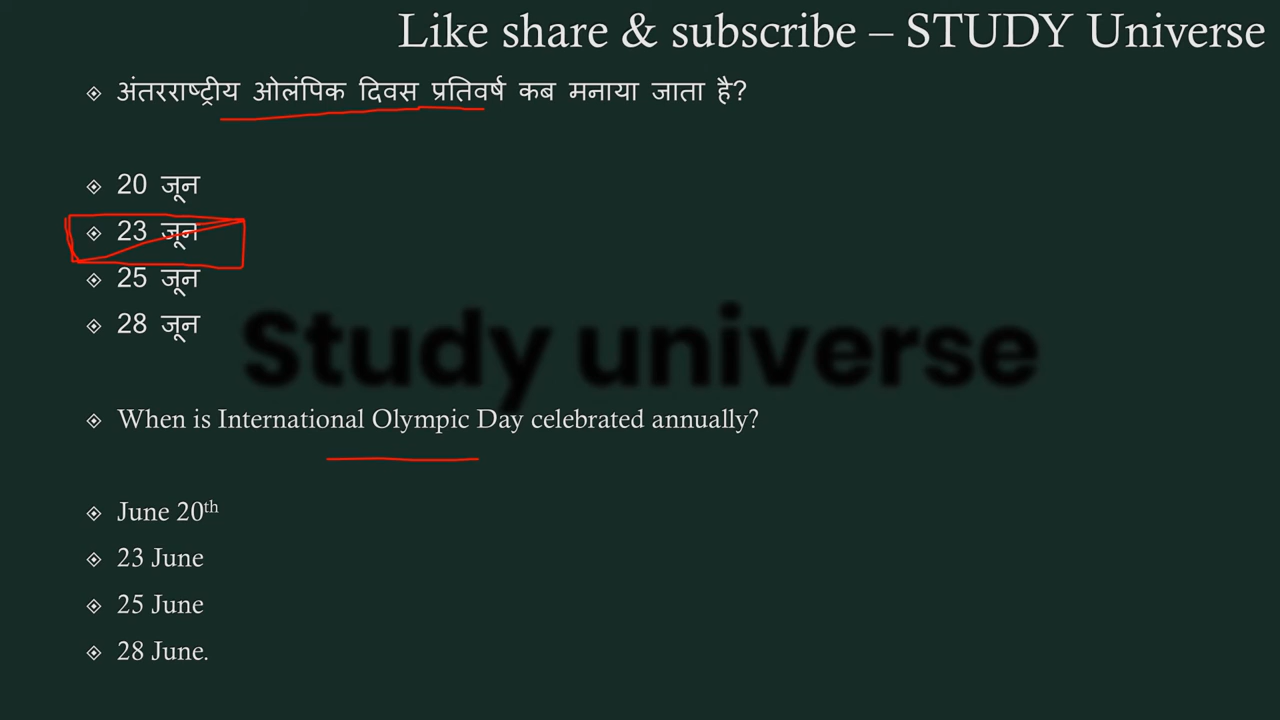 Like share & subscribe – STUDY Universe
अंतरराष्ट्रीय ओलंपिक दिवस प्रतिवर्ष कब मनाया जाता है?
20 जून
23 जून
25 जून
28 जून
Study universe
When is International Olympic Day celebrated annually?
June 20th
23 June
25 June
28 June.